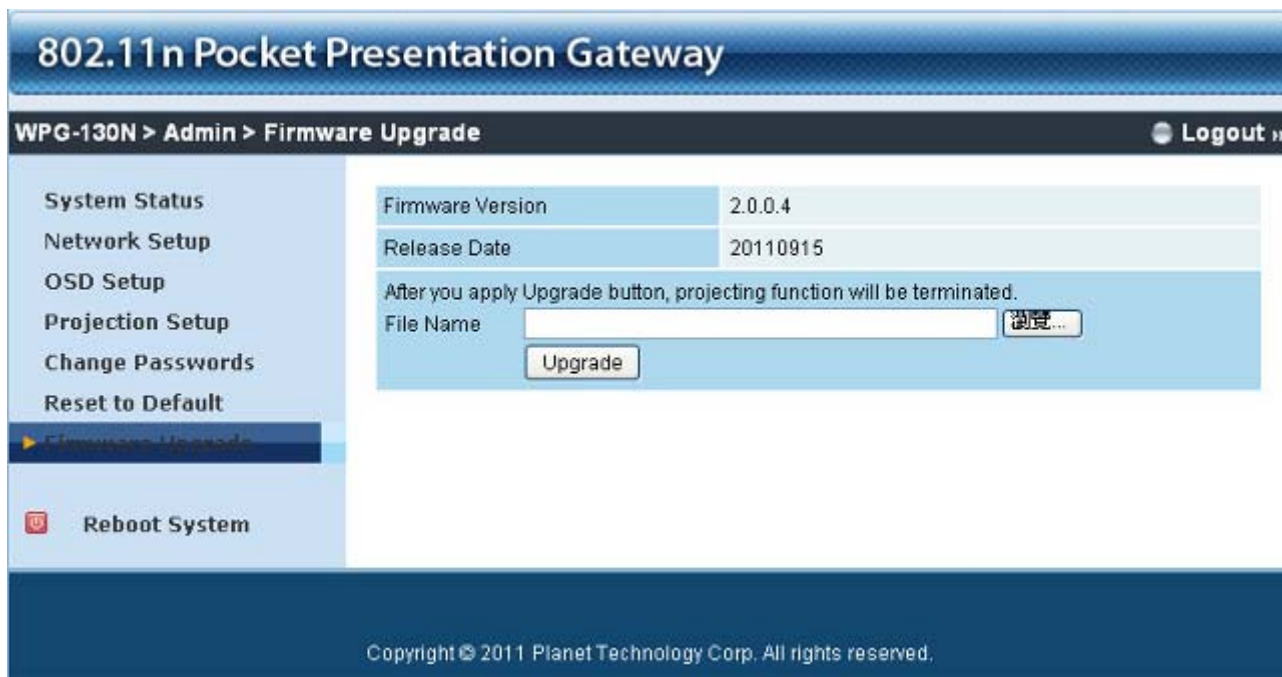 802.11n Pocket Presentation Gateway
WPG-130N > Admin > Firmware Upgrade
Logout »
System Status
Network Setup
OSD Setup
Projection Setup
Change Passwords
Reset to Default
Firmware Upgrade
Reboot System
Firmware Version 2.0.0.4
Release Date 20110915
After you apply Upgrade button, projecting function will be terminated.
File Name 瀏覽...
Upgrade
Copyright © 2011 Planet Technology Corp. All rights reserved.